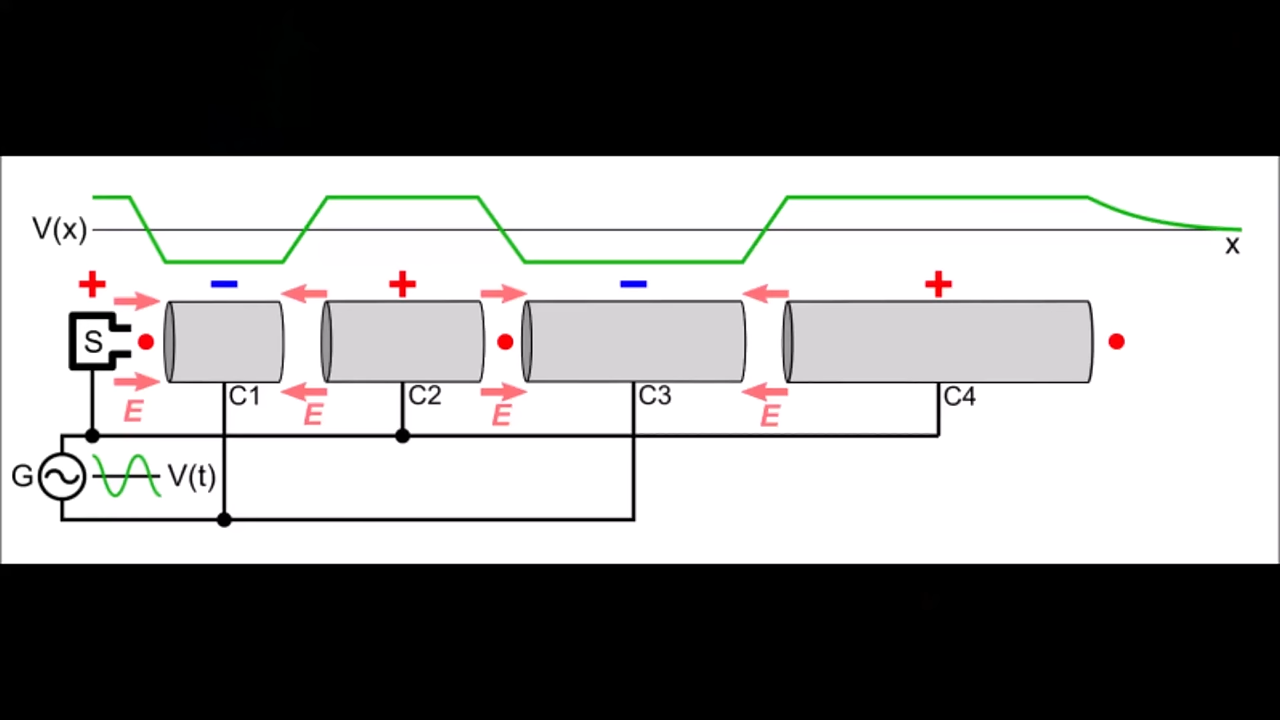 V(x)
x
+ − + − +
S
E E E E
C1 C2 C3 C4
G V(t)